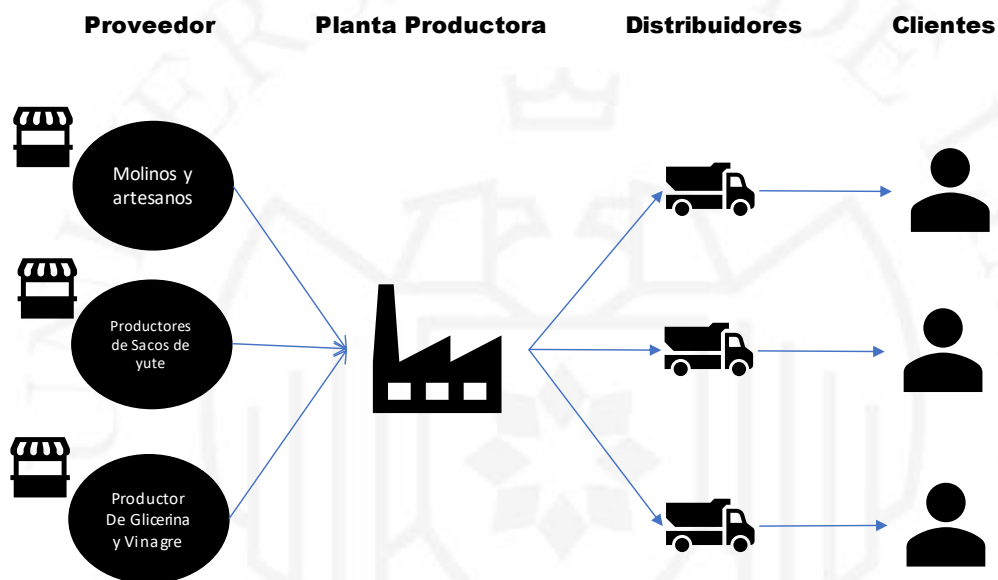 Proveedor
Planta Productora
Distribuidores
Clientes
Molinos y
artesanos
Productores
de Sacos de
yute
Productor
De Glicerina
y Vinagre